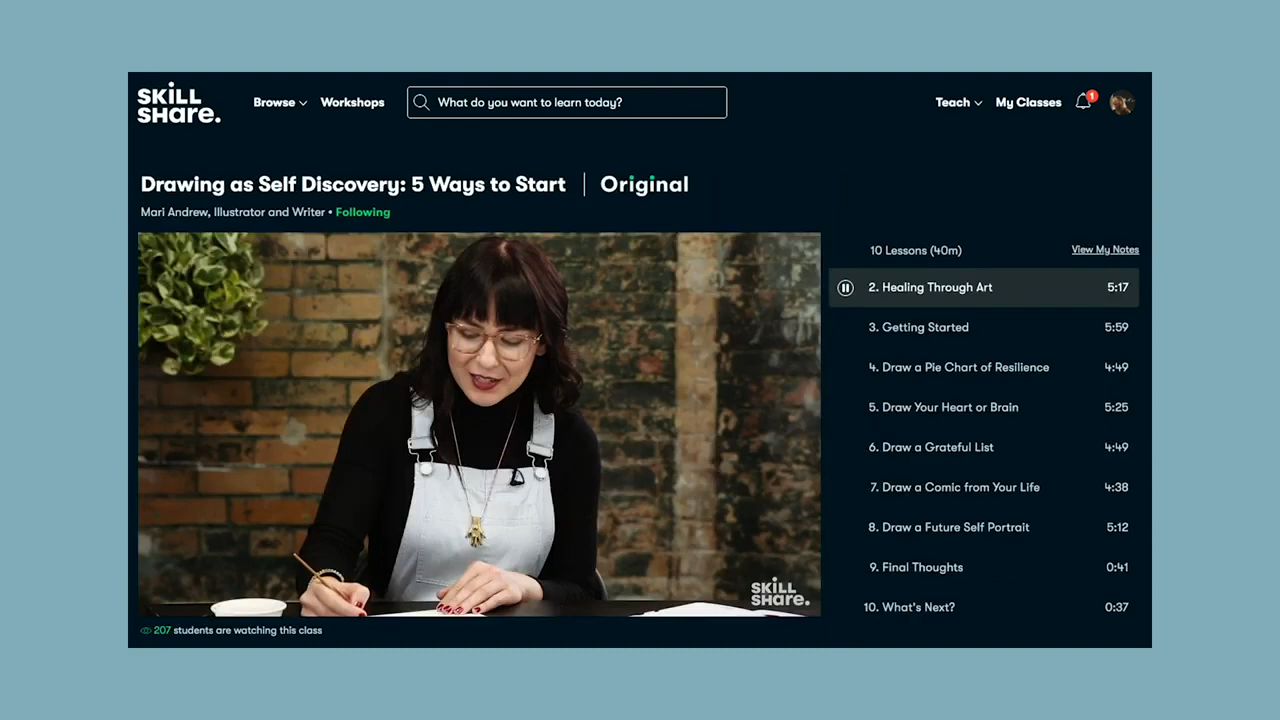 SKILL
SHare.
Browse
Workshops
What do you want to learn today?
Teach
My Classes
1
Drawing as Self Discovery: 5 Ways to Start | Original
Mari Andrew, Illustrator and Writer • Following
10 Lessons (40m)
View My Notes
2. Healing Through Art 5:17
3. Getting Started 5:59
4. Draw a Pie Chart of Resilience 4:49
5. Draw Your Heart or Brain 5:25
6. Draw a Grateful List 4:49
7. Draw a Comic from Your Life 4:38
8. Draw a Future Self Portrait 5:12
9. Final Thoughts 0:41
10. What's Next? 0:37
SKILL
SHare.
207 students are watching this class